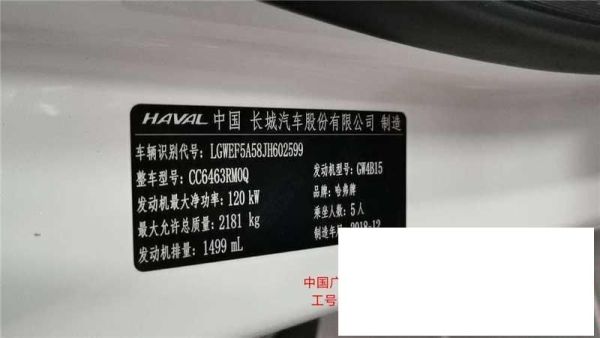 HAVAL 中国 长城汽车股份有限公司 制造
车辆识别代号：LGWEF5A58JH602599
整车型号：CC6463RM0Q
发动机型号：GW4B15
发动机最大净功率：120 kW
品牌：哈弗牌
最大允许总质量：2181 kg
乘坐人数：5人
发动机排量：1499 mL
制造年月：2018-12
中国广
工号